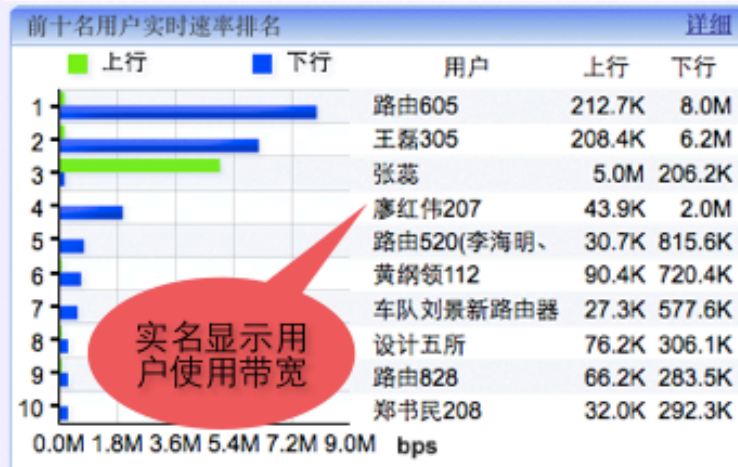 前十名用户实时速率排名 详细
上行 下行 用户 上行 下行
1 路由605 212.7K 8.0M
2 王磊305 208.4K 6.2M
3 张蕊 5.0M 206.2K
4 廖红伟207 43.9K 2.0M
5 路由520(李海明、 30.7K 815.6K
6 黄纲领112 90.4K 720.4K
7 车队刘景新路由器 27.3K 577.6K
8 设计五所 76.2K 306.1K
9 路由828 66.2K 283.5K
10 郑书民208 32.0K 292.3K
0.0M 1.8M 3.6M 5.4M 7.2M 9.0M bps
实名显示用
户使用带宽